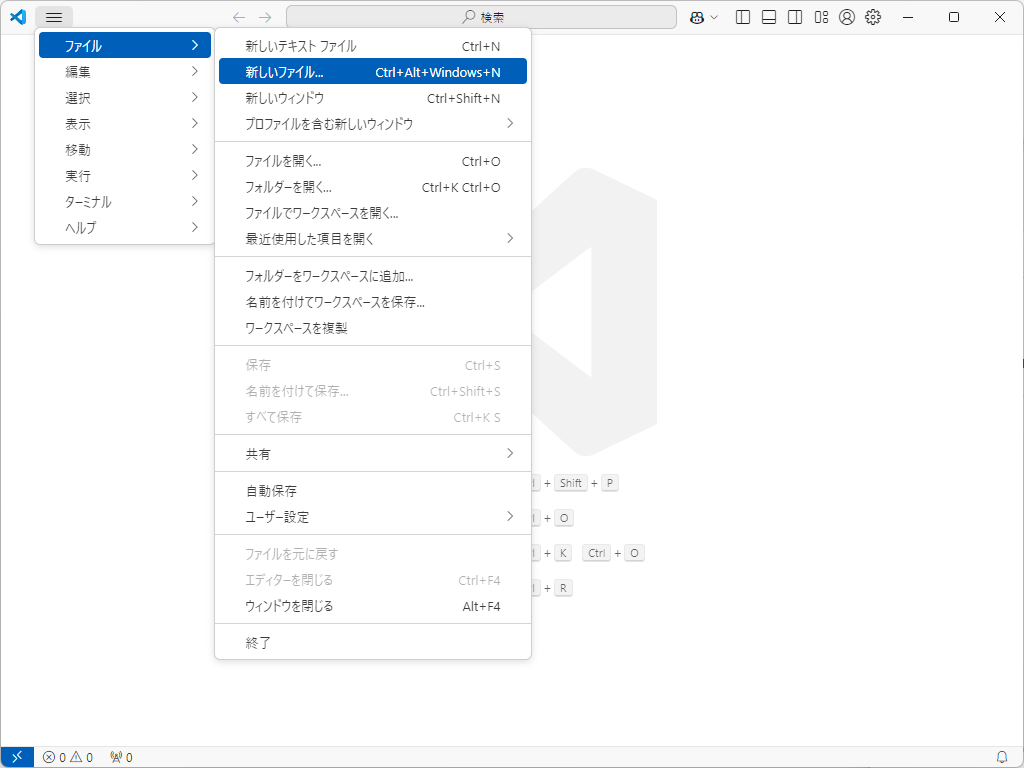 検索
ファイル
編集
選択
表示
移動
実行
ターミナル
ヘルプ
新しいテキスト ファイル Ctrl+N
新しいファイル... Ctrl+Alt+Windows+N
新しいウィンドウ Ctrl+Shift+N
プロファイルを含む新しいウィンドウ
ファイルを開く... Ctrl+O
フォルダーを開く... Ctrl+K Ctrl+O
ファイルでワークスペースを開く...
最近使用した項目を開く
フォルダーをワークスペースに追加...
名前を付けてワークスペースを保存...
ワークスペースを複製
保存 Ctrl+S
名前を付けて保存... Ctrl+Shift+S
すべて保存 Ctrl+K S
共有
自動保存
ユーザー設定
ファイルを元に戻す
エディターを閉じる Ctrl+F4
ウィンドウを閉じる Alt+F4
終了
+ Shift + P
+ O
+ K Ctrl + O
+ R
0 0 0